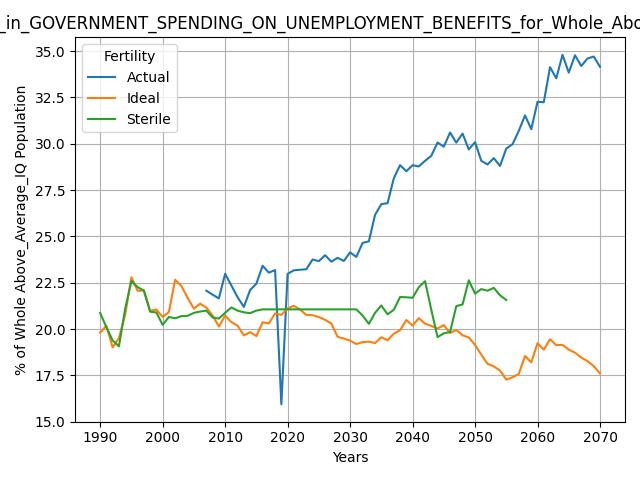 _in_GOVERNMENT_SPENDING_ON_UNEMPLOYMENT_BENEFITS_for_Whole_Abo
35.0
32.5
30.0
27.5
25.0
22.5
20.0
17.5
15.0
% of Whole Above_Average_IQ Population
Fertility
Actual
Ideal
Sterile
1990 2000 2010 2020 2030 2040 2050 2060 2070
Years